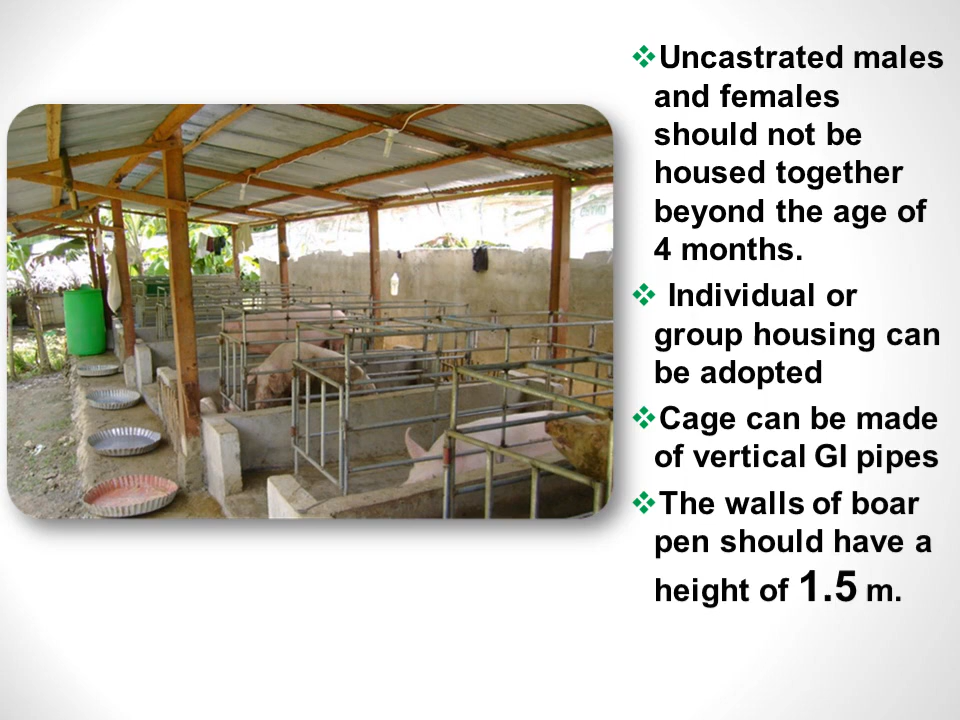 ❖Uncastrated males
and females
should not be
housed together
beyond the age of
4 months.
❖ Individual or
group housing can
be adopted
❖Cage can be made
of vertical GI pipes
❖The walls of boar
pen should have a
height of 1.5 m.